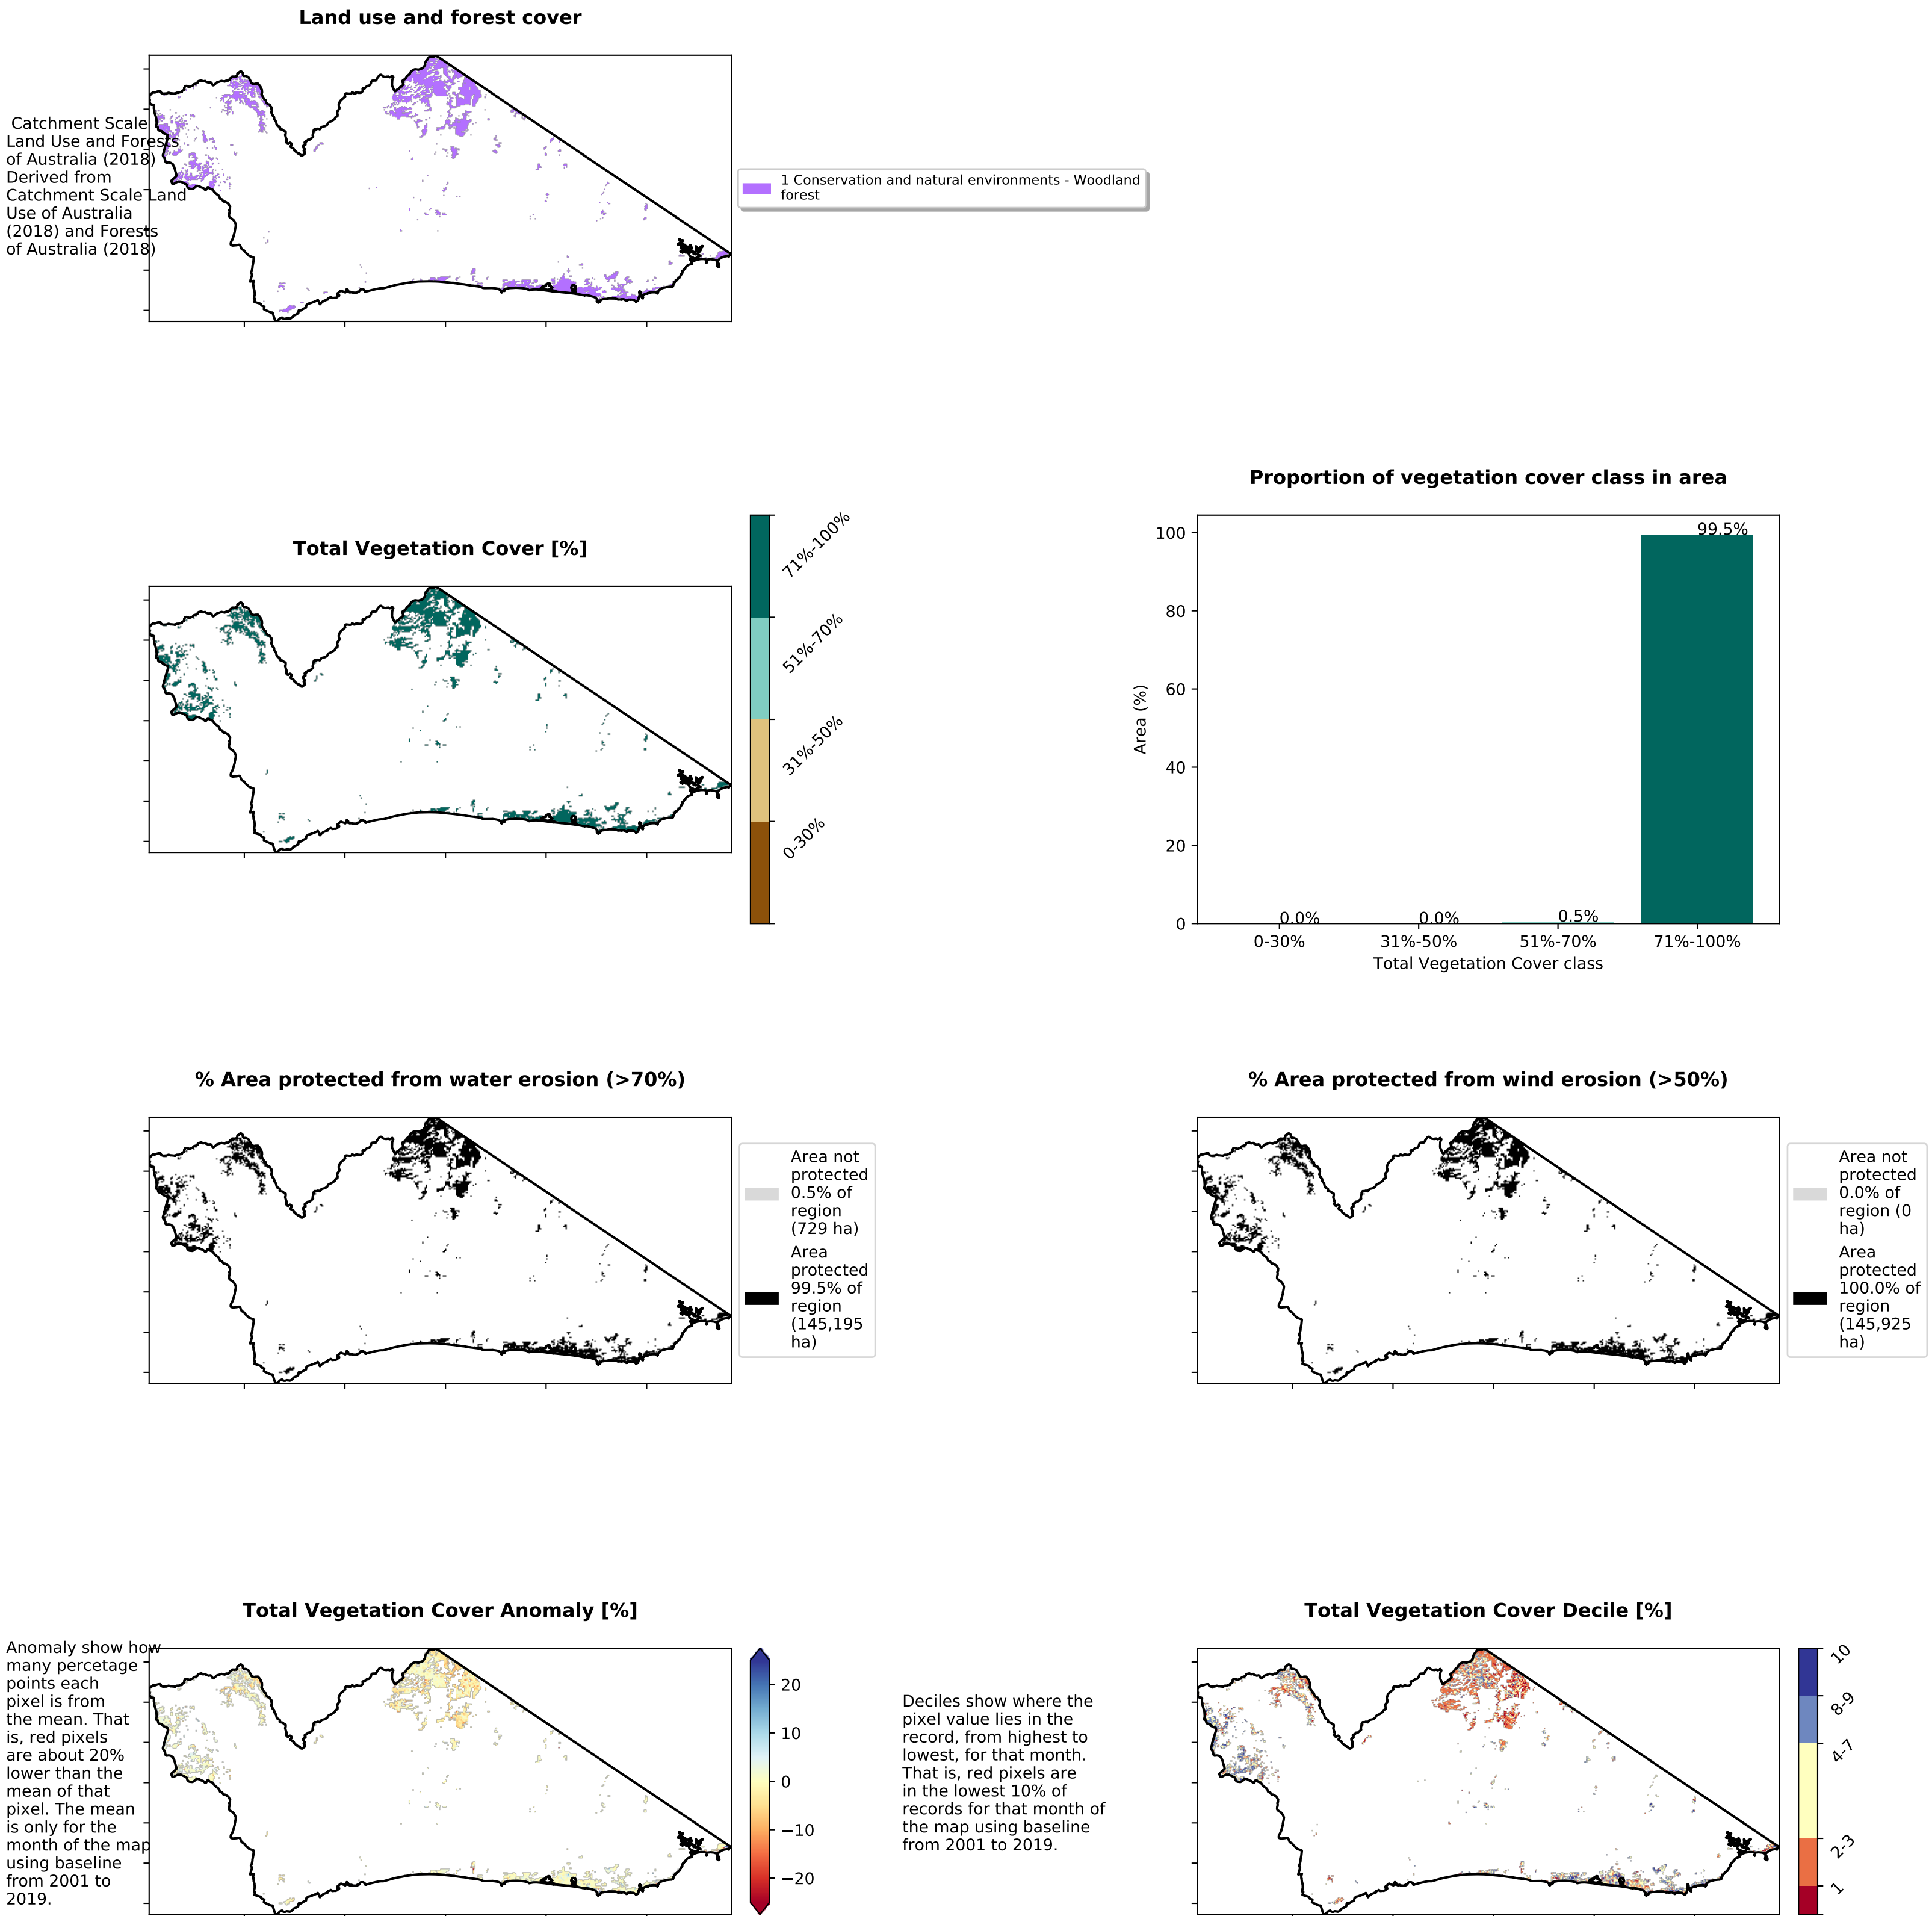 Land use and forest cover
Catchment Scale
Land Use and Forests
of Australia (2018)
Derived from
Catchment Scale Land
Use of Australia
(2018) and Forests
of Australia (2018)
1 Conservation and natural environments - Woodland
forest
Total Vegetation Cover [%]
71%-100%
51%-70%
31%-50%
0-30%
Proportion of vegetation cover class in area
100
80
60
40
20
0
Area (%)
0.0%
0.0%
0.5%
99.5%
0-30%
31%-50%
51%-70%
71%-100%
Total Vegetation Cover class
% Area protected from water erosion (>70%)
Area not
protected
0.5% of
region
(729 ha)
Area
protected
99.5% of
region
(145,195
ha)
% Area protected from wind erosion (>50%)
Area not
protected
0.0% of
region (0
ha)
Area
protected
100.0% of
region
(145,925
ha)
Total Vegetation Cover Anomaly [%]
Anomaly show how
many percetage
points each
pixel is from
the mean. That
is, red pixels
are about 20%
lower than the
mean of that
pixel. The mean
is only for the
month of the map
using baseline
from 2001 to
2019.
20
10
0
−10
−20
Total Vegetation Cover Decile [%]
Deciles show where the
pixel value lies in the
record, from highest to
lowest, for that month.
That is, red pixels are
in the lowest 10% of
records for that month of
the map using baseline
from 2001 to 2019.
10
8-9
4-7
2-3
1